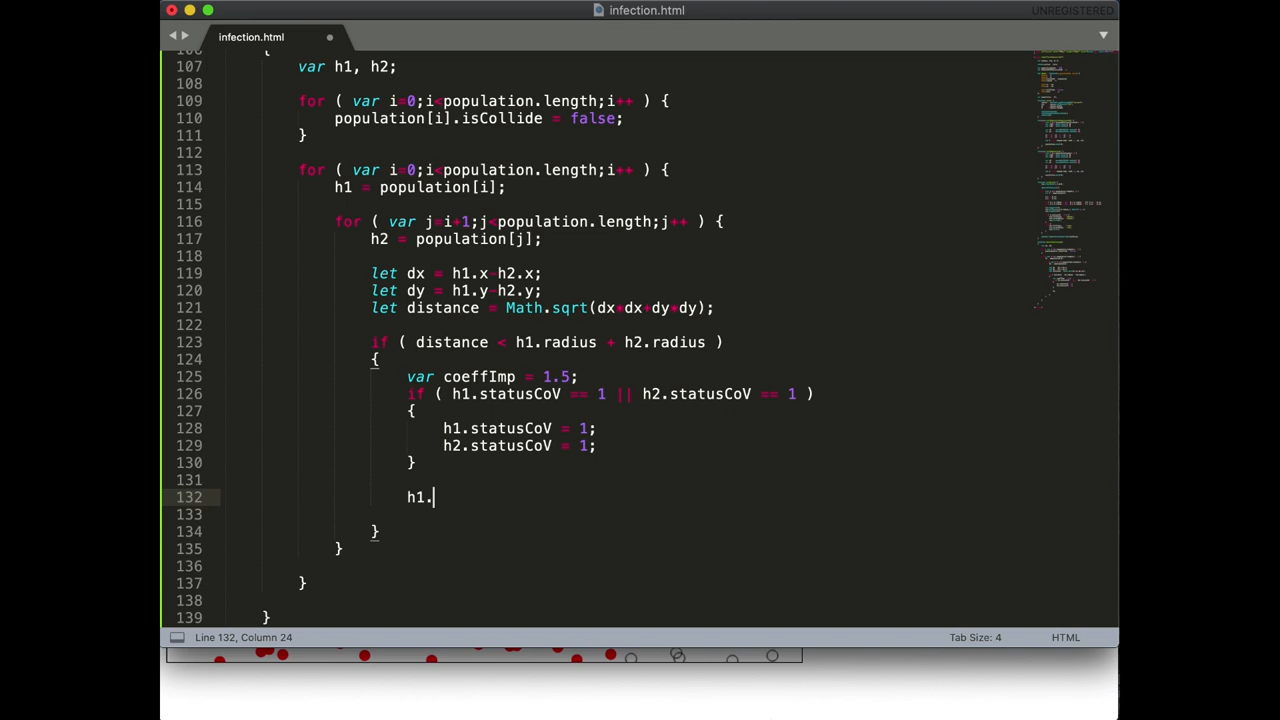 infection.html
UNREGISTERED
infection.html
106 {
107 var h1, h2;
108
109 for ( var i=0;i<population.length;i++ ) {
110 population[i].isCollide = false;
111 }
112
113 for ( var i=0;i<population.length;i++ ) {
114 h1 = population[i];
115
116 for ( var j=i+1;j<population.length;j++ ) {
117 h2 = population[j];
118
119 let dx = h1.x-h2.x;
120 let dy = h1.y-h2.y;
121 let distance = Math.sqrt(dx*dx+dy*dy);
122
123 if ( distance < h1.radius + h2.radius )
124 {
125 var coeffImp = 1.5;
126 if ( h1.statusCoV == 1 || h2.statusCoV == 1 )
127 {
128 h1.statusCoV = 1;
129 h2.statusCoV = 1;
130 }
131
132 h1.
133
134 }
135 }
136
137 }
138
139 }
Line 132, Column 24
Tab Size: 4
HTML